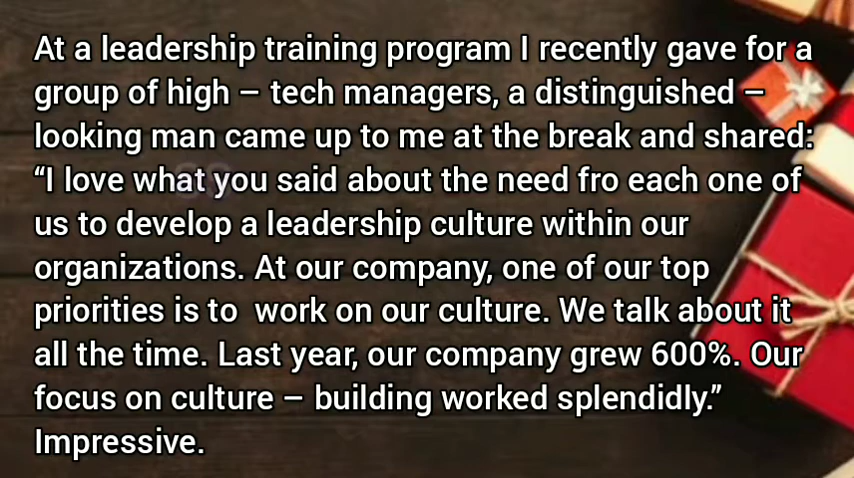 At a leadership training program I recently gave for a
group of high – tech managers, a distinguished –
looking man came up to me at the break and shared:
“I love what you said about the need fro each one of
us to develop a leadership culture within our
organizations. At our company, one of our top
priorities is to  work on our culture. We talk about it
all the time. Last year, our company grew 600%. Our
focus on culture – building worked splendidly.”
Impressive.